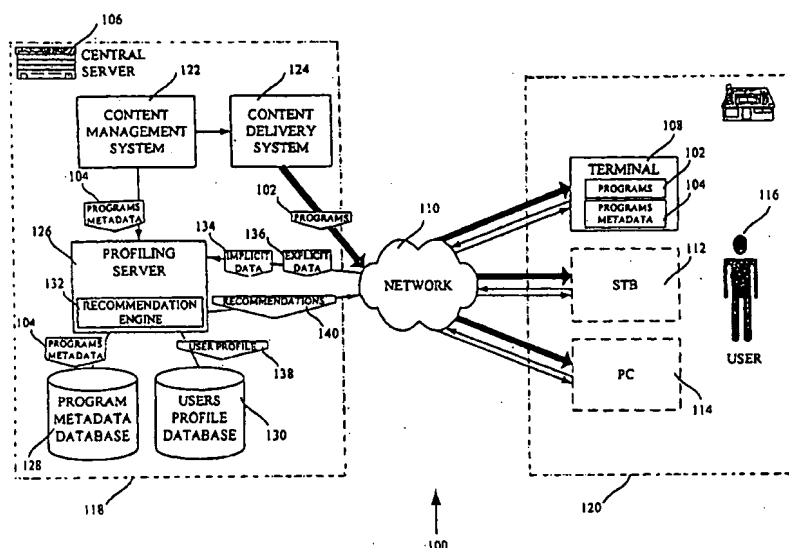 106
CENTRAL
SERVER
122
124
CONTENT
MANAGEMENT
SYSTEM
CONTENT
DELIVERY
SYSTEM
104
PROGRAMS
METADATA
102
PROGRAMS
126
134
136
IMPLICIT
DATA
EXPLICIT
DATA
PROFILING
SERVER
132
RECOMMENDATION
ENGINE
RECOMMENDATIONS
140
104
PROGRAMS
METADATA
USER PROFILE
138
PROGRAM
METADATA
DATABASE
128
USERS
PROFILE
DATABASE
130
118
110
NETWORK
100
108
TERMINAL
102
PROGRAMS
104
PROGRAMS
METADATA
112
STB
116
USER
PC
114
120